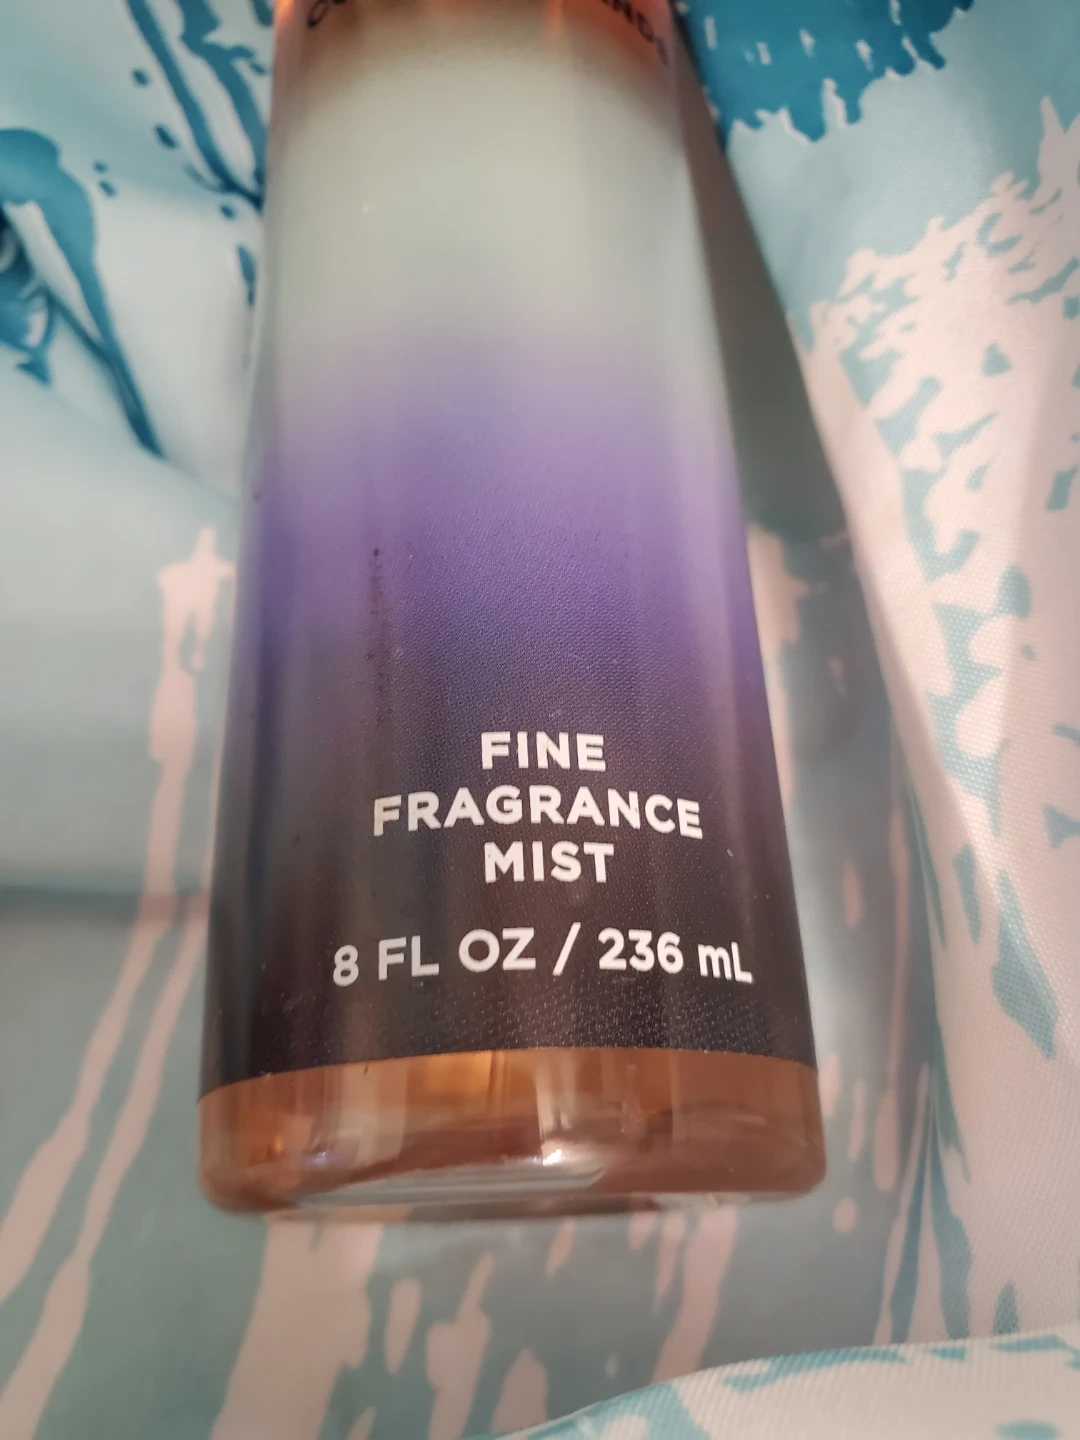 FINE
FRAGRANCE
MIST
8 FL OZ / 236 mL